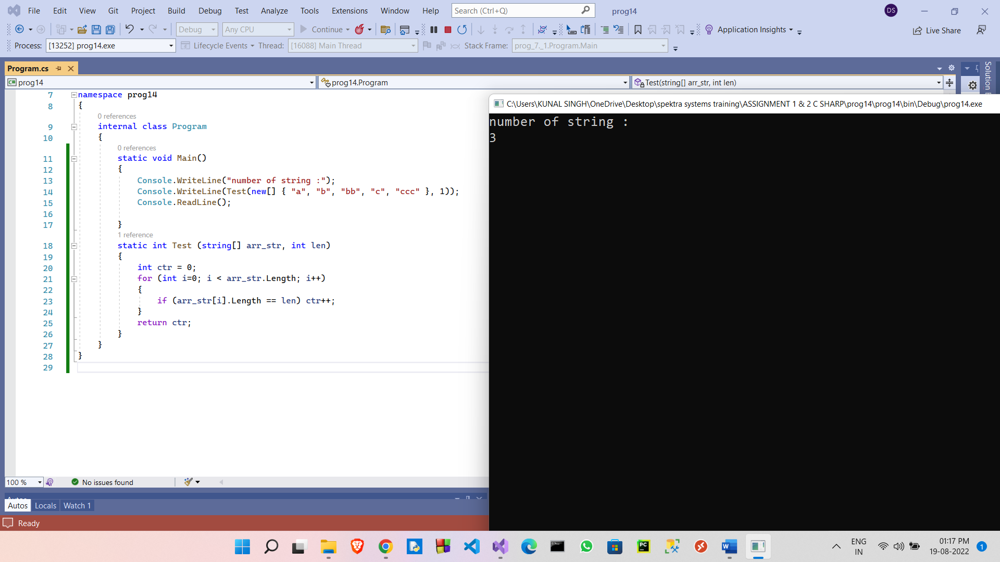 File Edit View Git Project Build Debug Test Analyze Tools Extensions Window Help Search (Ctrl+Q) prog14 DS
Debug Any CPU Continue Application Insights Live Share
Process: [13252] prog14.exe Lifecycle Events Thread: [16088] Main Thread Stack Frame: prog_7._1.Program.Main
Program.cs
C# prog14 prog14.Program Test(string[] arr_str, int len)
Solution
7 namespace prog14
8 {
0 references
9 internal class Program
10 {
0 references
11 static void Main()
12 {
13 Console.WriteLine("number of string :");
14 Console.WriteLine(Test(new[] { "a", "b", "bb", "c", "ccc" }, 1));
15 Console.ReadLine();
16
17 }
1 reference
18 static int Test (string[] arr_str, int len)
19 {
20 int ctr = 0;
21 for (int i=0; i < arr_str.Length; i++)
22 {
23 if (arr_str[i].Length == len) ctr++;
24 }
25 return ctr;
26 }
27 }
28 }
29
C:\Users\KUNAL SINGH\OneDrive\Desktop\spektra systems training\ASSIGNMENT 1 & 2 C SHARP\prog14\prog14\bin\Debug\prog14.exe
number of string :
3
100 % No issues found
Autos
Autos Locals Watch 1
Ready
PC
ENG
IN
01:17 PM
19-08-2022
1